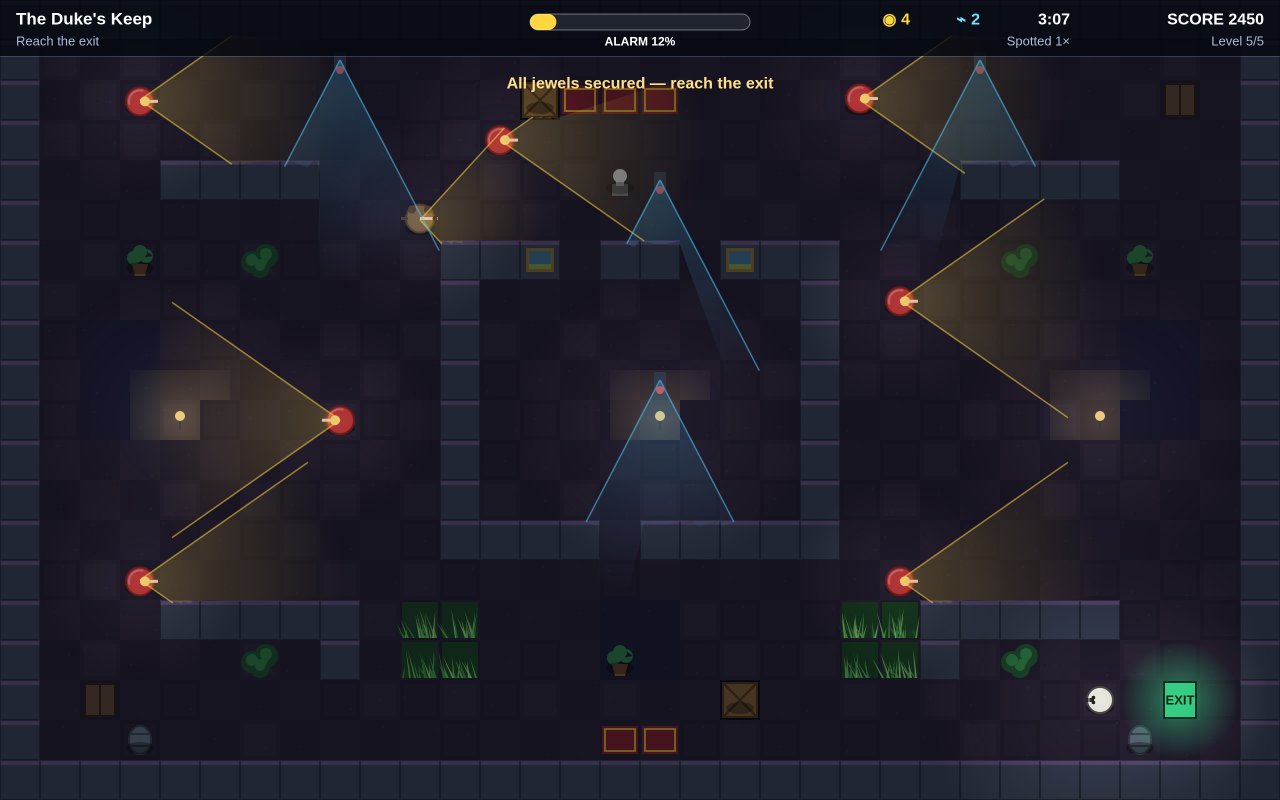 The Duke's Keep
Reach the exit
ALARM 12%
4
2
3:07
Spotted 1×
SCORE 2450
Level 5/5
All jewels secured — reach the exit
EXIT